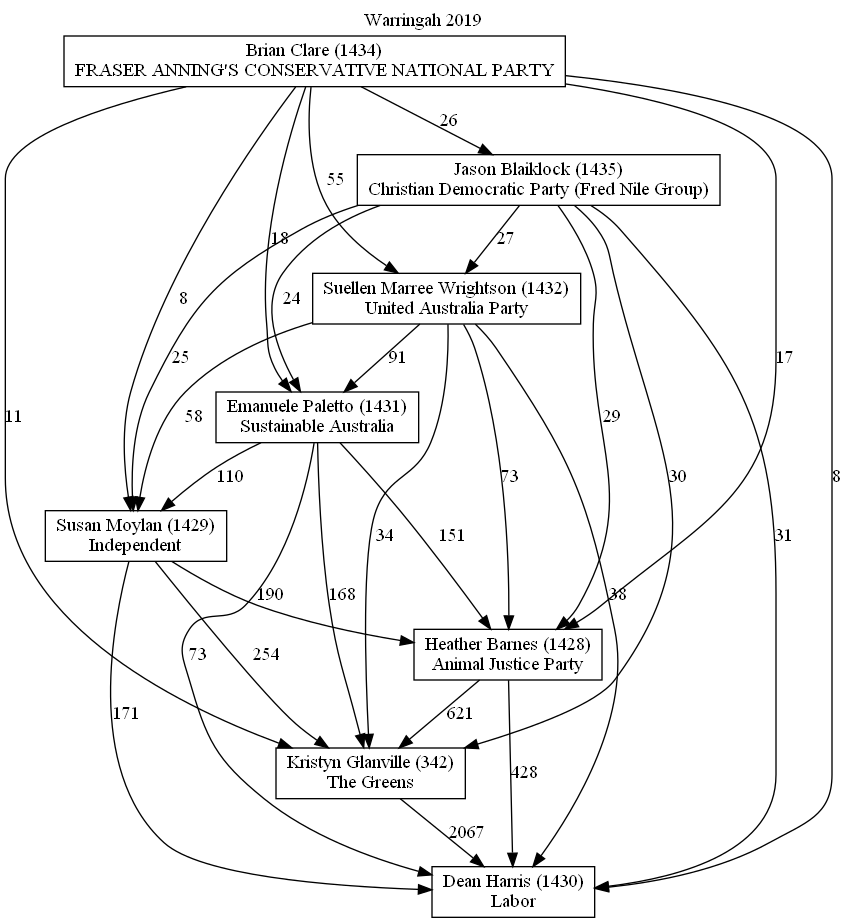 Warringah 2019
Brian Clare (1434)
FRASER ANNING'S CONSERVATIVE NATIONAL PARTY
26
Jason Blaiklock (1435)
Christian Democratic Party (Fred Nile Group)
55
18
27
8
24
Suellen Marree Wrightson (1432)
United Australia Party
25
91
17
11
58
Emanuele Paletto (1431)
Sustainable Australia
29
110
73
30
8
Susan Moylan (1429)
Independent
34
151
31
190
168
38
Heather Barnes (1428)
Animal Justice Party
73
254
171
621
Kristyn Glanville (342)
The Greens
428
2067
Dean Harris (1430)
Labor